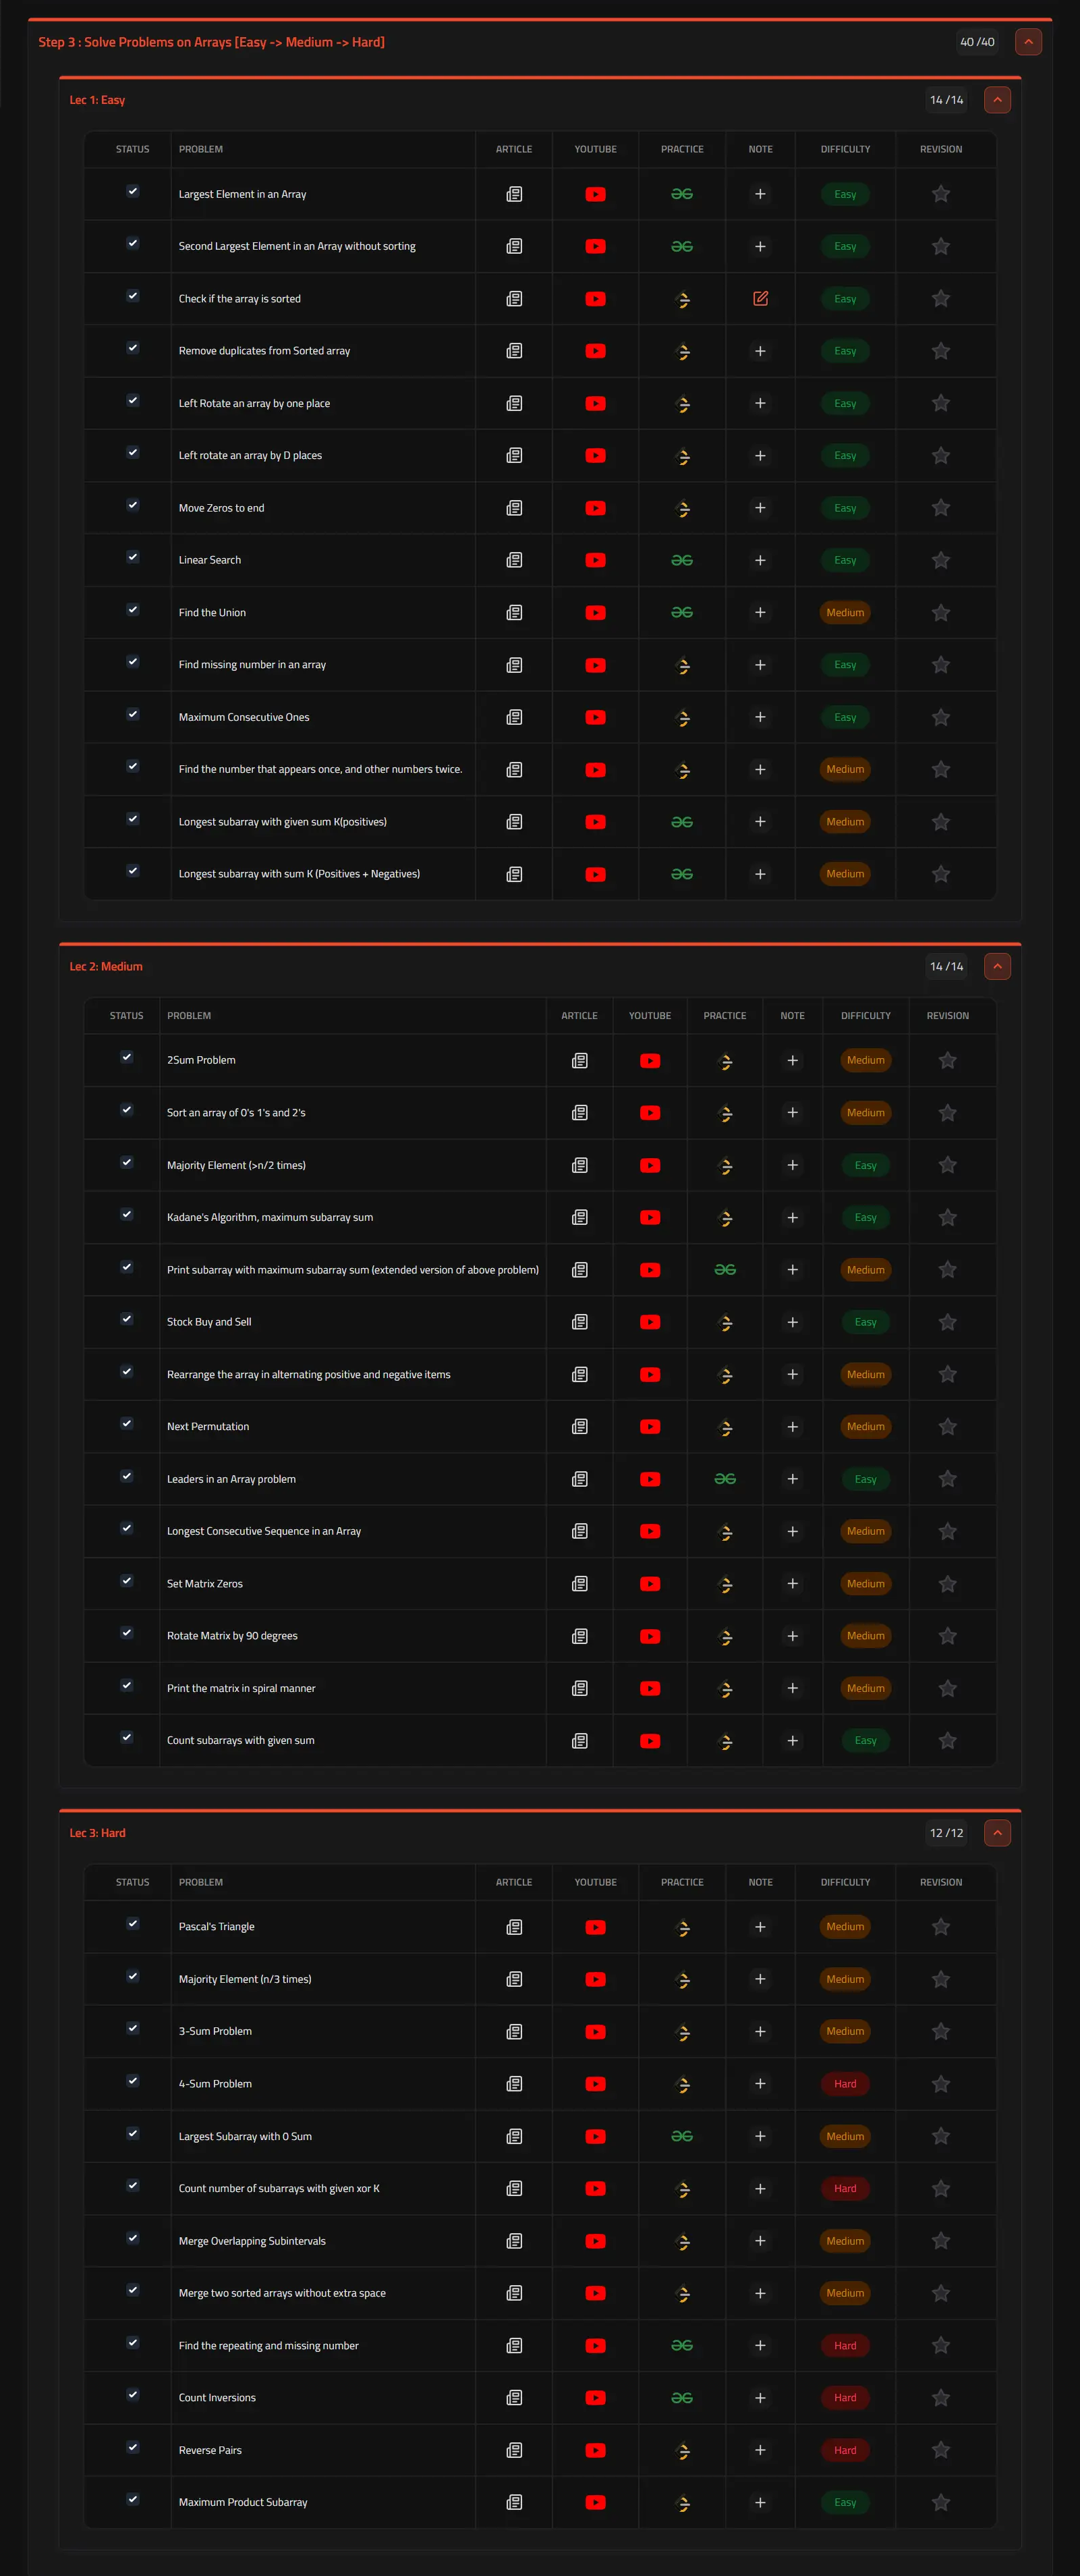 Step 3 : Solve Problems on Arrays [Easy -> Medium -> Hard] 40 /40
Lec 1: Easy 14 /14
STATUS PROBLEM ARTICLE YOUTUBE PRACTICE NOTE DIFFICULTY REVISION
Largest Element in an Array Easy
Second Largest Element in an Array without sorting Easy
Check if the array is sorted Easy
Remove duplicates from Sorted array Easy
Left Rotate an array by one place Easy
Left rotate an array by D places Easy
Move Zeros to end Easy
Linear Search Easy
Find the Union Medium
Find missing number in an array Easy
Maximum Consecutive Ones Easy
Find the number that appears once, and other numbers twice. Medium
Longest subarray with given sum K(positives) Medium
Longest subarray with sum K (Positives + Negatives) Medium
Lec 2: Medium 14 /14
STATUS PROBLEM ARTICLE YOUTUBE PRACTICE NOTE DIFFICULTY REVISION
2Sum Problem Medium
Sort an array of 0's 1's and 2's Medium
Majority Element (>n/2 times) Easy
Kadane's Algorithm, maximum subarray sum Easy
Print subarray with maximum subarray sum (extended version of above problem) Medium
Stock Buy and Sell Easy
Rearrange the array in alternating positive and negative items Medium
Next Permutation Medium
Leaders in an Array problem Easy
Longest Consecutive Sequence in an Array Medium
Set Matrix Zeros Medium
Rotate Matrix by 90 degrees Medium
Print the matrix in spiral manner Medium
Count subarrays with given sum Easy
Lec 3: Hard 12 /12
STATUS PROBLEM ARTICLE YOUTUBE PRACTICE NOTE DIFFICULTY REVISION
Pascal's Triangle Medium
Majority Element (n/3 times) Medium
3-Sum Problem Medium
4-Sum Problem Hard
Largest Subarray with 0 Sum Medium
Count number of subarrays with given xor K Hard
Merge Overlapping Subintervals Medium
Merge two sorted arrays without extra space Medium
Find the repeating and missing number Hard
Count Inversions Hard
Reverse Pairs Hard
Maximum Product Subarray Easy